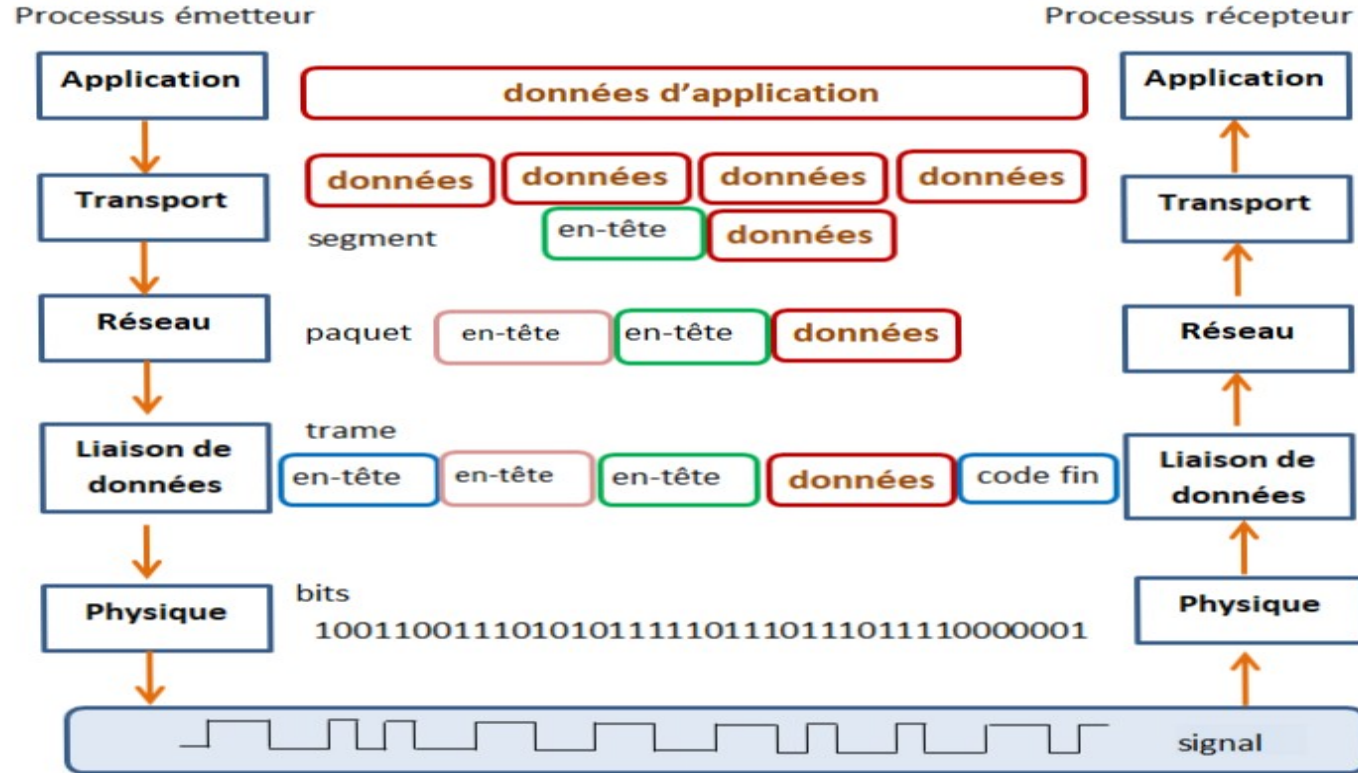 Processus émetteur
Processus récepteur
Application
données d'application
Application
Transport
données données données données
Transport
segment
en-tête données
Réseau
paquet en-tête en-tête données
Réseau
Liaison de
données
trame
en-tête en-tête en-tête données code fin
Liaison de
données
Physique
bits
1001100111010101111101110111011110000001
Physique
signal